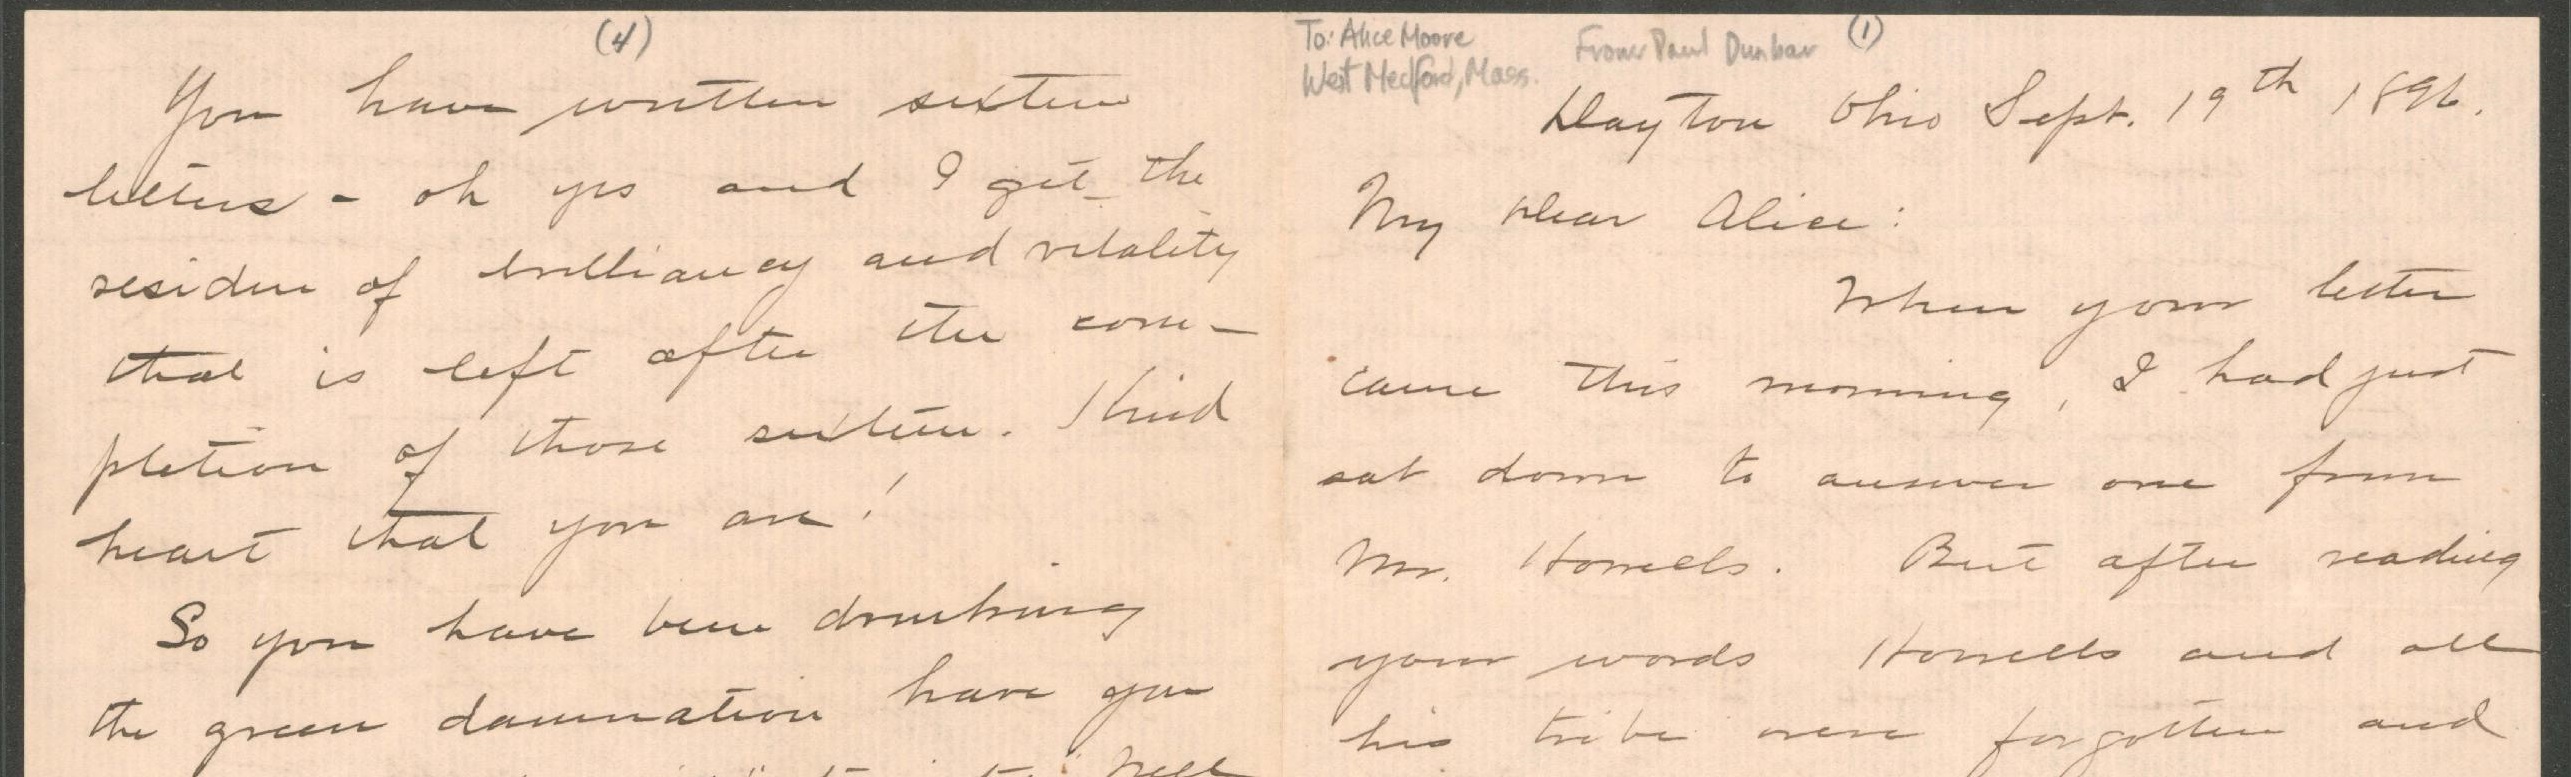 (4)
You have written sixteen
letters - oh yes and I get the
residue of brilliancy and vitality
that is left after the com-
pletion of those sixteen. Kind
heart that you are!
So you have been drinking
the green damnation have you
Well
To: Alice Moore
West Medford, Mass.
From Paul Dunbar
(1)
Dayton Ohio Sept. 19th 1896.
My dear Alice:
When your letter
came this morning, I had just
sat down to answer one from
Mr. Howells. But after reading
your words Howells and all
his tribe were forgotten and